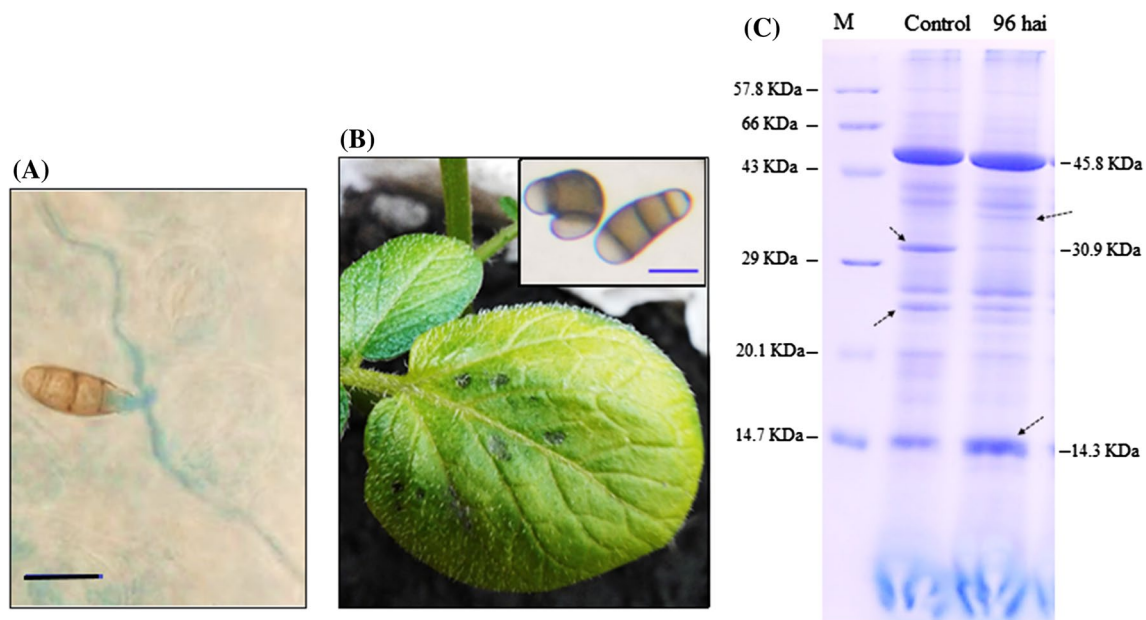 (A)
(B)
(C)
M Control 96 hai
57.8 KDa
66 KDa
43 KDa
29 KDa
20.1 KDa
14.7 KDa
45.8 KDa
30.9 KDa
14.3 KDa